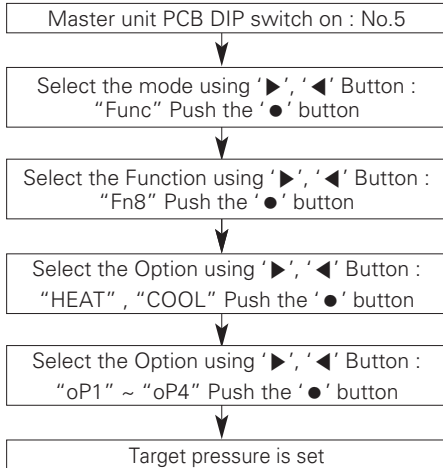 Master unit PCB DIP switch on : No.5
Select the mode using ‘▶’, ‘◀’ Button :
“Func” Push the ‘●’ button
Select the Function using ‘▶’, ‘◀’ Button :
“Fn8” Push the ‘●’ button
Select the Option using ‘▶’, ‘◀’ Button :
“HEAT” , “COOL” Push the ‘●’ button
Select the Option using ‘▶’, ‘◀’ Button :
“oP1” ~ “oP4” Push the ‘●’ button
Target pressure is set